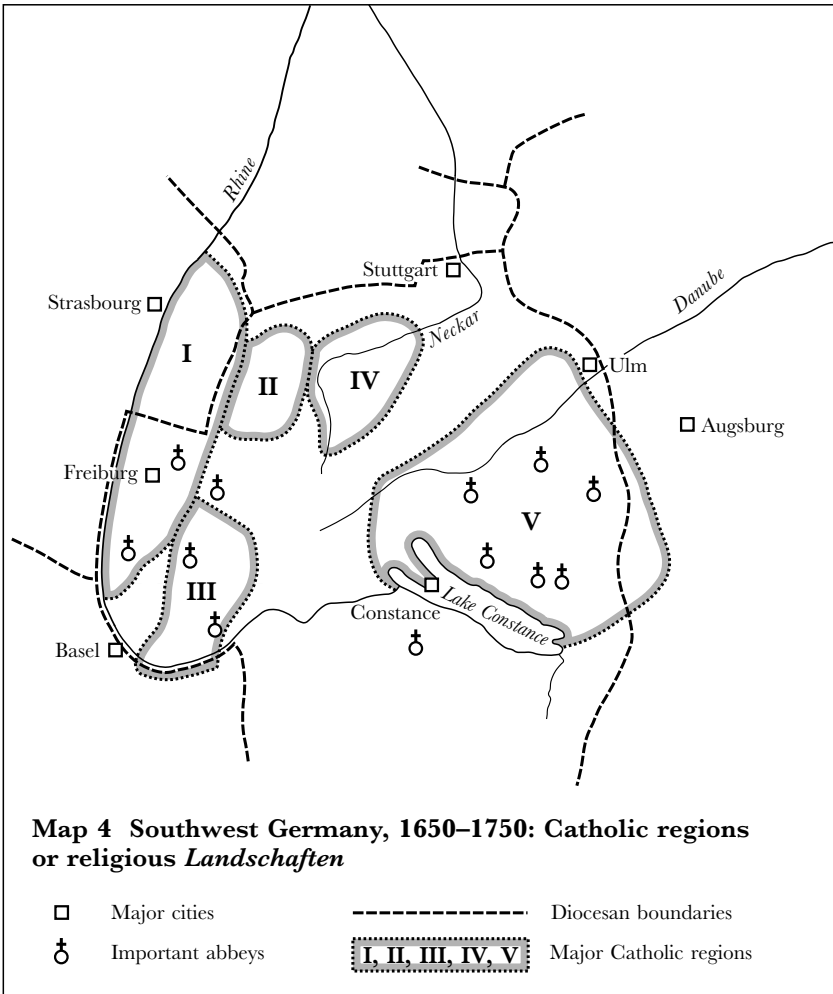 Rhine
Stuttgart
Strasbourg
Danube
Neckar
I
II
IV
Ulm
Augsburg
Freiburg
V
III
Constance
Lake Constance
Basel
Map 4 Southwest Germany, 1650–1750: Catholic regions
or religious Landschaften
Major cities
Diocesan boundaries
Important abbeys
I, II, III, IV, V
Major Catholic regions